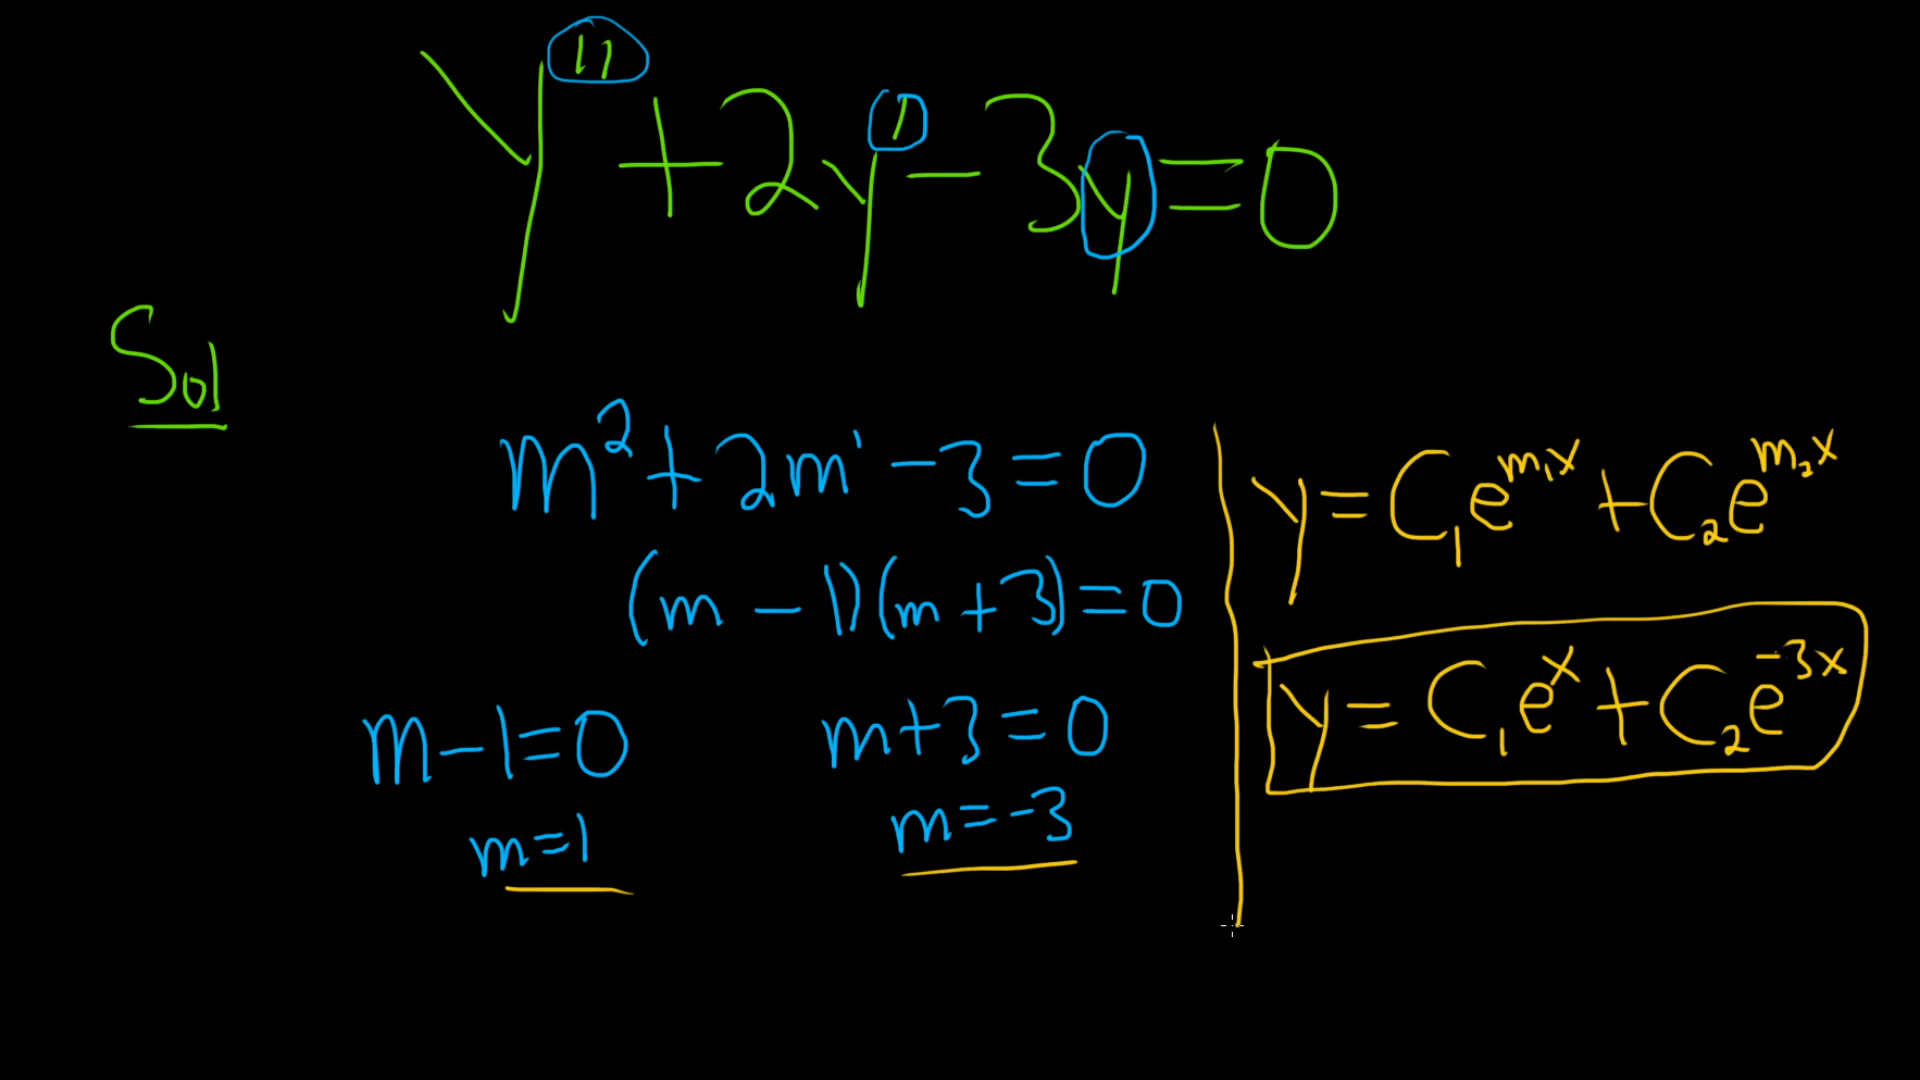 y'' + 2y' - 3y = 0
Sol
m² + 2m' - 3 = 0
(m - 1)(m + 3) = 0
m - 1 = 0
m + 3 = 0
m = 1
m = -3
y = C₁e^{m₁x} + C₂e^{m₂x}
y = C₁e^{x} + C₂e^{-3x}